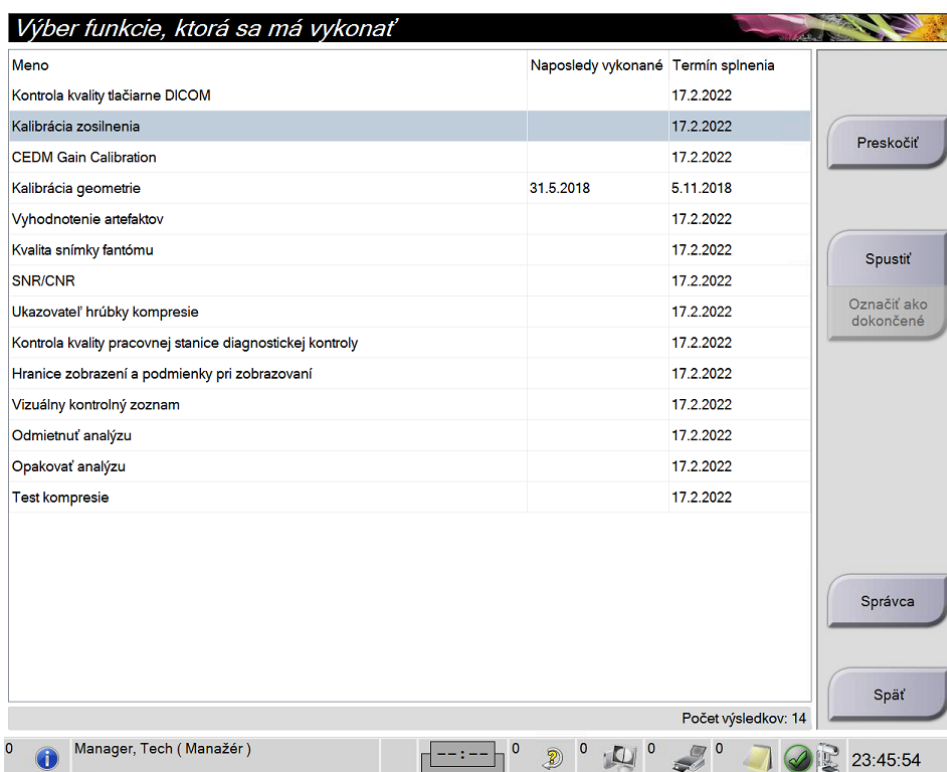 Výber funkcie, ktorá sa má vykonať
Meno Naposledy vykonané Termín splnenia
Kontrola kvality tlačiarne DICOM 17.2.2022
Kalibrácia zosilnenia 17.2.2022
CEDM Gain Calibration 17.2.2022
Kalibrácia geometrie 31.5.2018 5.11.2018
Vyhodnotenie artefaktov 17.2.2022
Kvalita snímky fantómu 17.2.2022
SNR/CNR 17.2.2022
Ukazovateľ hrúbky kompresie 17.2.2022
Kontrola kvality pracovnej stanice diagnostickej kontroly 17.2.2022
Hranice zobrazení a podmienky pri zobrazovaní 17.2.2022
Vizuálny kontrolný zoznam 17.2.2022
Odmietnuť analýzu 17.2.2022
Opakovať analýzu 17.2.2022
Test kompresie 17.2.2022
Počet výsledkov: 14
Preskočiť
Spustiť
Označiť ako
dokončené
Správca
Späť
0 Manager, Tech ( Manažér ) --:-- 0 0 0 0 23:45:54